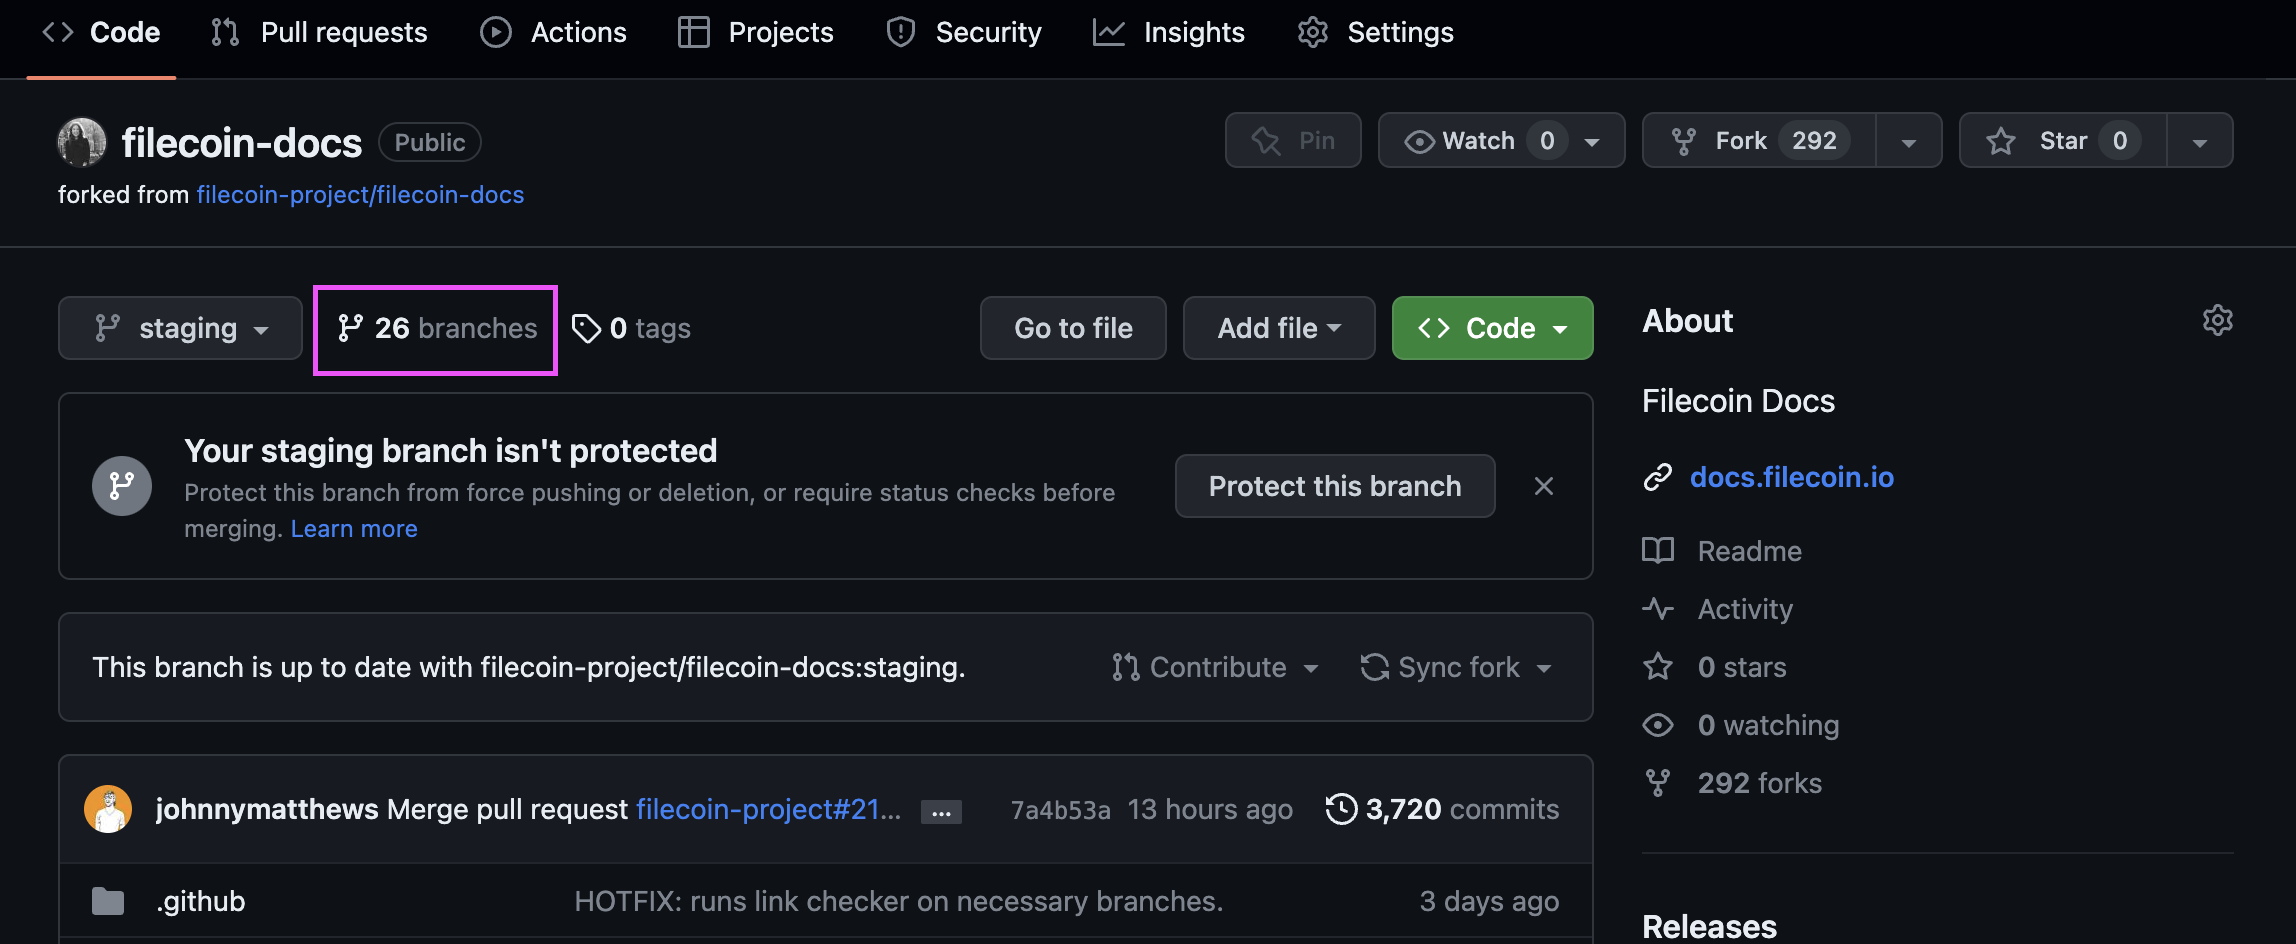 Code Pull requests Actions Projects Security Insights Settings
filecoin-docs Public Pin Watch 0 Fork 292 Star 0
forked from filecoin-project/filecoin-docs
staging 26 branches 0 tags Go to file Add file Code
About
Filecoin Docs
docs.filecoin.io
Readme
Activity
0 stars
0 watching
292 forks
Releases
Your staging branch isn't protected
Protect this branch from force pushing or deletion, or require status checks before
merging. Learn more
Protect this branch
This branch is up to date with filecoin-project/filecoin-docs:staging. Contribute Sync fork
johnnymatthews Merge pull request filecoin-project#21... ... 7a4b53a 13 hours ago 3,720 commits
.github HOTFIX: runs link checker on necessary branches. 3 days ago